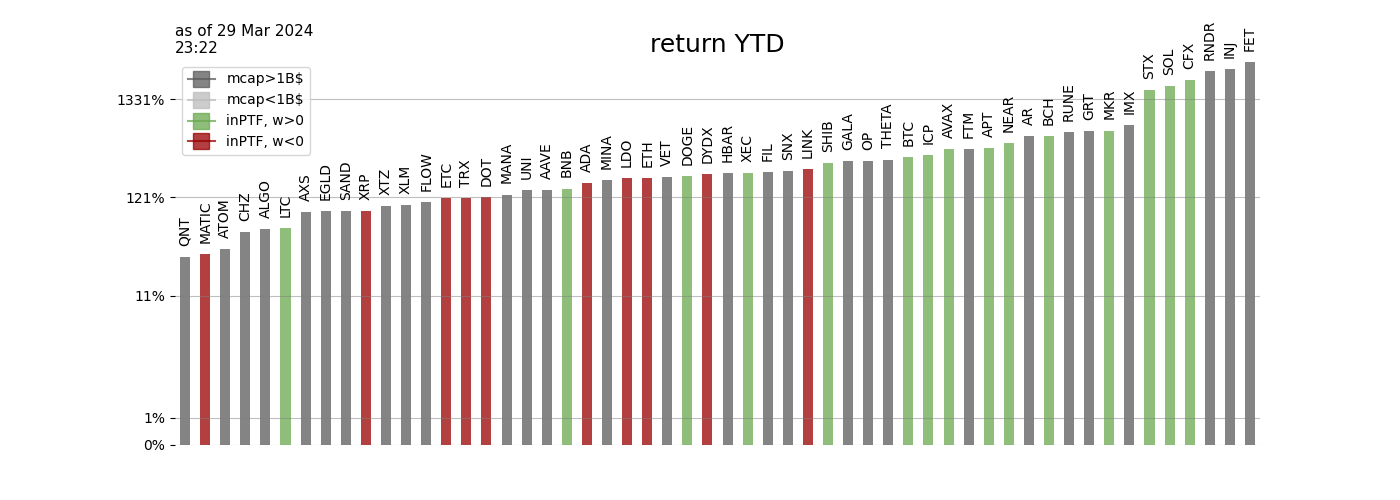 as of 29 Mar 2024
23:22
return YTD
mcap>1B$
mcap<1B$
inPTF, w>0
inPTF, w<0
1331%
121%
11%
1%
0%
QNT
MATIC
ATOM
CHZ
ALGO
LTC
AXS
EGLD
SAND
XRP
XTZ
XLM
FLOW
ETC
TRX
DOT
MANA
UNI
AAVE
BNB
ADA
MINA
LDO
ETH
VET
DOGE
DYDX
HBAR
XEC
FIL
SNX
LINK
SHIB
GALA
OP
THETA
BTC
ICP
AVAX
FTM
APT
NEAR
AR
BCH
RUNE
GRT
MKR
IMX
STX
SOL
CFX
RNDR
INJ
FET